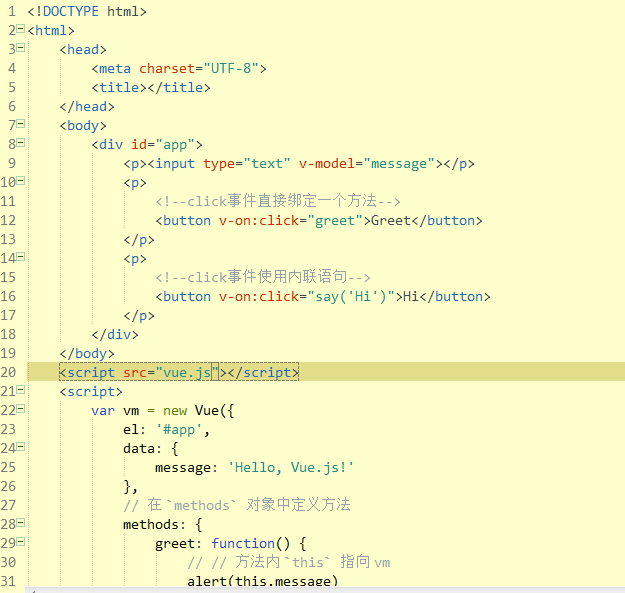 1 <!DOCTYPE html>
2 <html>
3 <head>
4 <meta charset="UTF-8">
5 <title></title>
6 </head>
7 <body>
8 <div id="app">
9 <p><input type="text" v-model="message"></p>
10 <p>
11 <!--click事件直接绑定一个方法-->
12 <button v-on:click="greet">Greet</button>
13 </p>
14 <p>
15 <!--click事件使用内联语句-->
16 <button v-on:click="say('Hi')">Hi</button>
17 </p>
18 </div>
19 </body>
20 <script src="vue.js"></script>
21 <script>
22 var vm = new Vue({
23 el: '#app',
24 data: {
25 message: 'Hello, Vue.js!'
26 },
27 // 在`methods` 对象中定义方法
28 methods: {
29 greet: function() {
30 // // 方法内`this` 指向vm
31 alert(this.message)